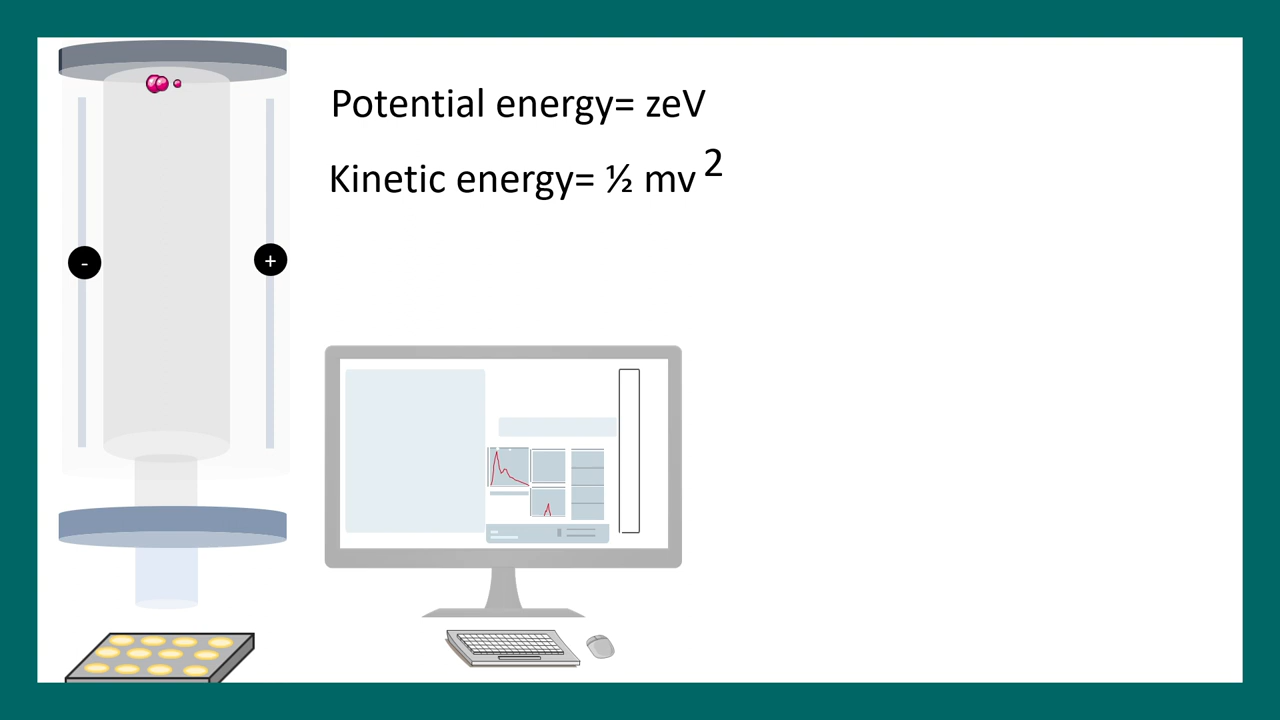 Potential energy= zeV
Kinetic energy= ½ mv 2
- +